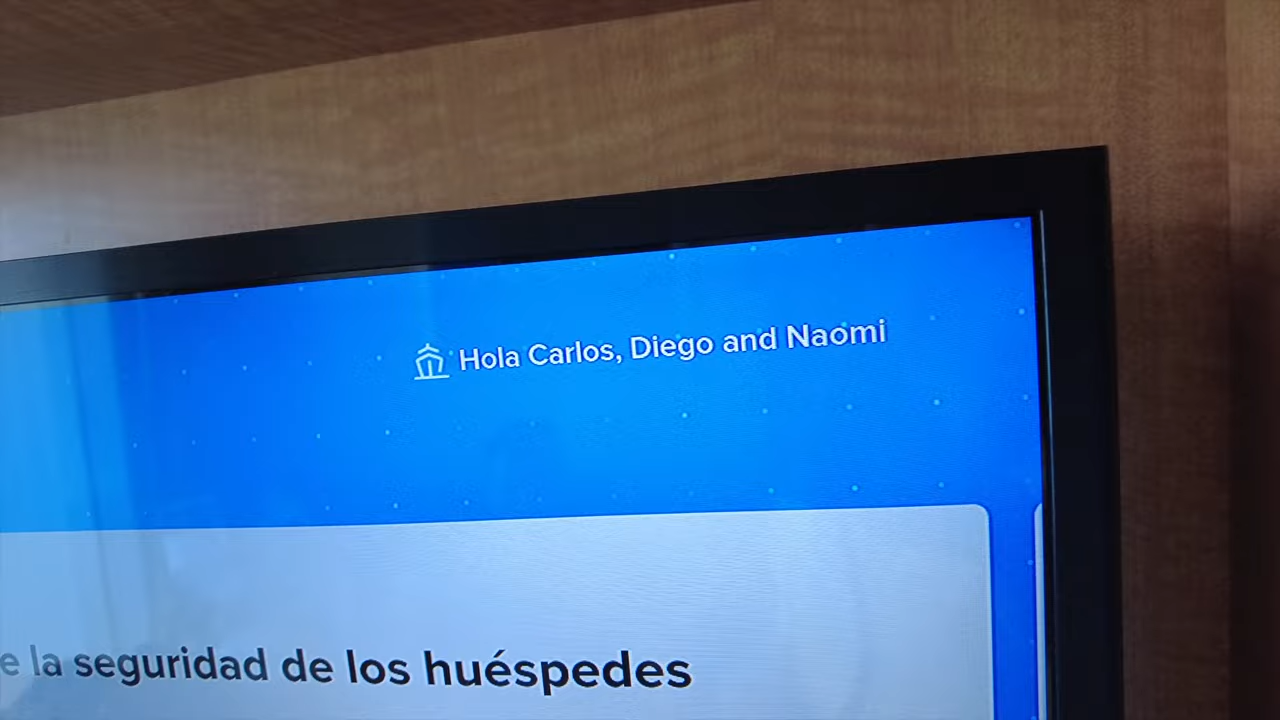 Hola Carlos, Diego and Naomi
la seguridad de los huéspedes